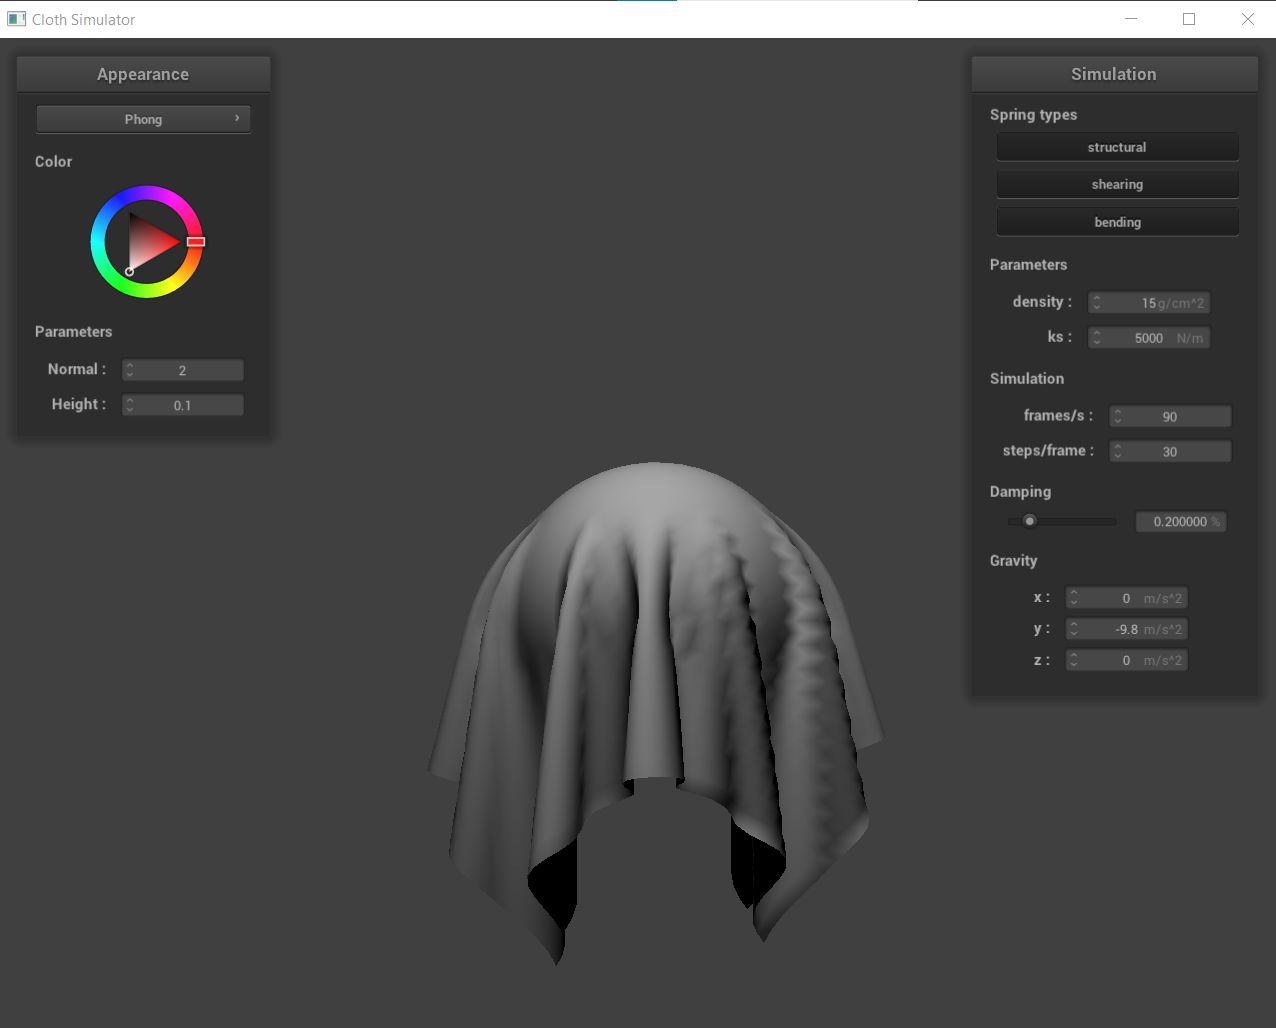 Cloth Simulator
Appearance
Phong
Color
Parameters
Normal : 2
Height : 0.1
Simulation
Spring types
structural
shearing
bending
Parameters
density : 15 g/cm^2
ks : 5000 N/m
Simulation
frames/s : 90
steps/frame : 30
Damping
0.200000 %
Gravity
x : 0 m/s^2
y : -9.8 m/s^2
z : 0 m/s^2